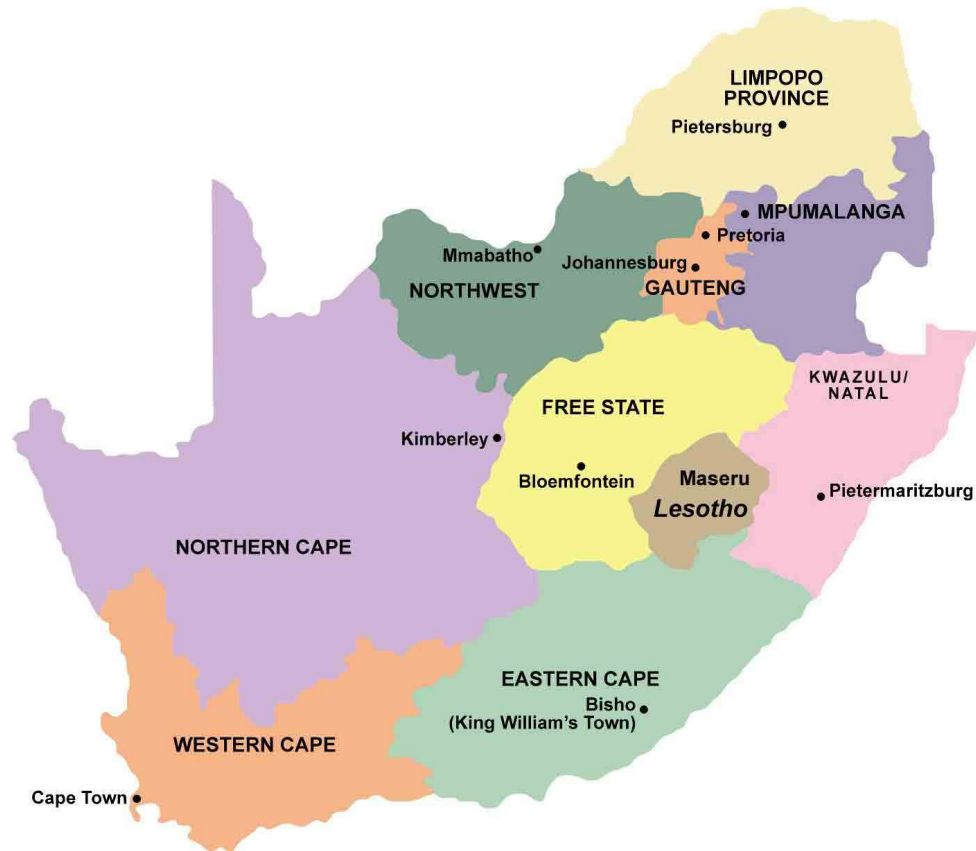 LIMPOPO
PROVINCE
Pietersburg
MPUMALANGA
Pretoria
Mmabatho
Johannesburg
NORTHWEST
GAUTENG
KWAZULU/
NATAL
FREE STATE
Kimberley
Bloemfontein
Maseru
Lesotho
Pietermaritzburg
NORTHERN CAPE
EASTERN CAPE
Bisho
(King William's Town)
WESTERN CAPE
Cape Town